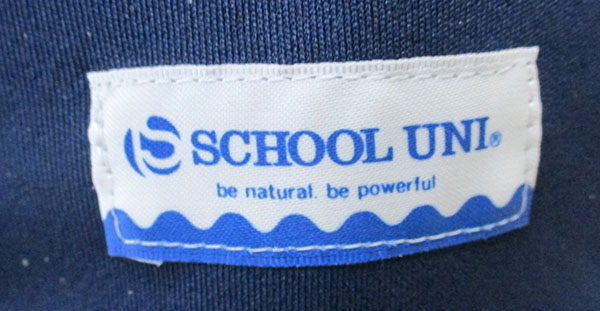 S SCHOOL UNI®
be natural. be powerful